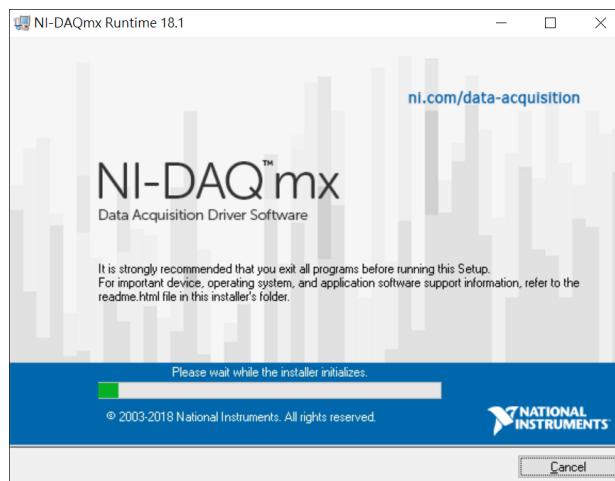 NI-DAQmx Runtime 18.1
ni.com/data-acquisition
NI-DAQ™mx
Data Acquisition Driver Software
It is strongly recommended that you exit all programs before running this Setup.
For important device, operating system, and application software support information, refer to the
readme.html file in this installer's folder.
Please wait while the installer initializes.
© 2003-2018 National Instruments. All rights reserved.
NATIONAL
INSTRUMENTS
Cancel